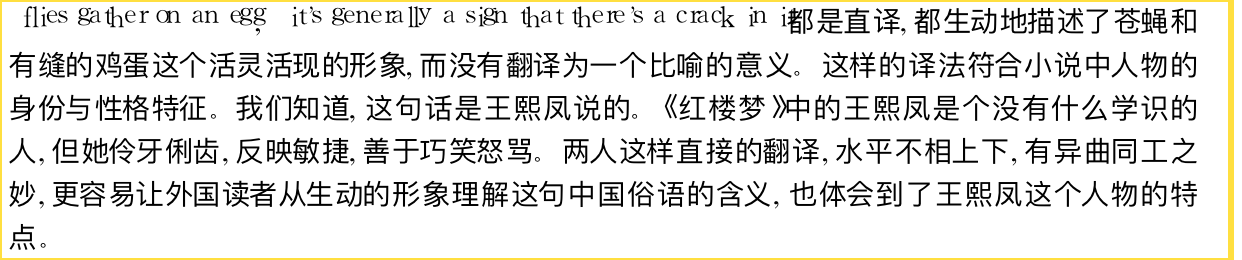 flies gather on an egg, it's generally a sign that there's a crack in it都是直译, 都生动地描述了苍蝇和
有缝的鸡蛋这个活灵活现的形象, 而没有翻译为一个比喻的意义。这样的译法符合小说中人物的
身份与性格特征。我们知道, 这句话是王熙凤说的。《红楼梦》中的王熙凤是个没有什么学识的
人, 但她伶牙俐齿, 反映敏捷, 善于巧笑怒骂。两人这样直接的翻译, 水平不相上下, 有异曲同工之
妙, 更容易让外国读者从生动的形象理解这句中国俗语的含义, 也体会到了王熙凤这个人物的特
点。